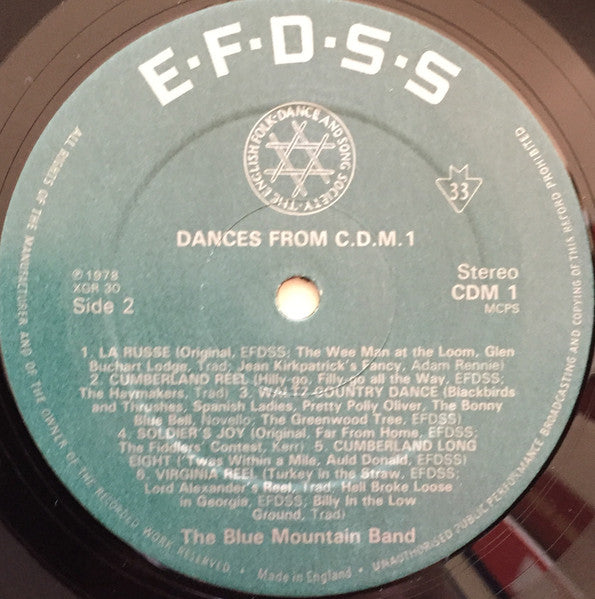 E·F·D·S·S
THE ENGLISH FOLK·DANCE AND SONG SOCIETY
33
DANCES FROM C.D.M.1
℗ 1978
XGR 30
Side 2
Stereo
CDM 1
MCPS
1. LA RUSSE (Original, EFDSS; The Wee Man at the Loom, Glen
Buchart Lodge, Trad; Jean Kirkpatrick's Fancy, Adam Rennie)
2. CUMBERLAND REEL (Hilly-go, Filly-go all the Way, EFDSS;
The Haymakers, Trad) 3. WALTZ COUNTRY DANCE (Blackbirds
and Thrushes, Spanish Ladies, Pretty Polly Oliver, The Bonny
Blue Bell, Novello; The Greenwood Tree, EFDSS)
4. SOLDIER'S JOY (Original, Far From Home, EFDSS;
The Fiddlers' Contest, Kerr) 5. CUMBERLAND LONG
EIGHT ('Twas Within a Mile, Auld Donald, EFDSS)
6. VIRGINIA REEL (Turkey in the Straw, EFDSS;
Lord Alexander's Reel, Trad; Hell Broke Loose
in Georgia, EFDSS; Billy In the Low
Ground, Trad)
The Blue Mountain Band
ALL RIGHTS OF THE MANUFACTURER AND OF THE OWNER OF THE RECORDED WORK RESERVED · Made in England · UNAUTHORISED PUBLIC PERFORMANCE BROADCASTING AND COPYING OF THIS RECORD PROHIBITED